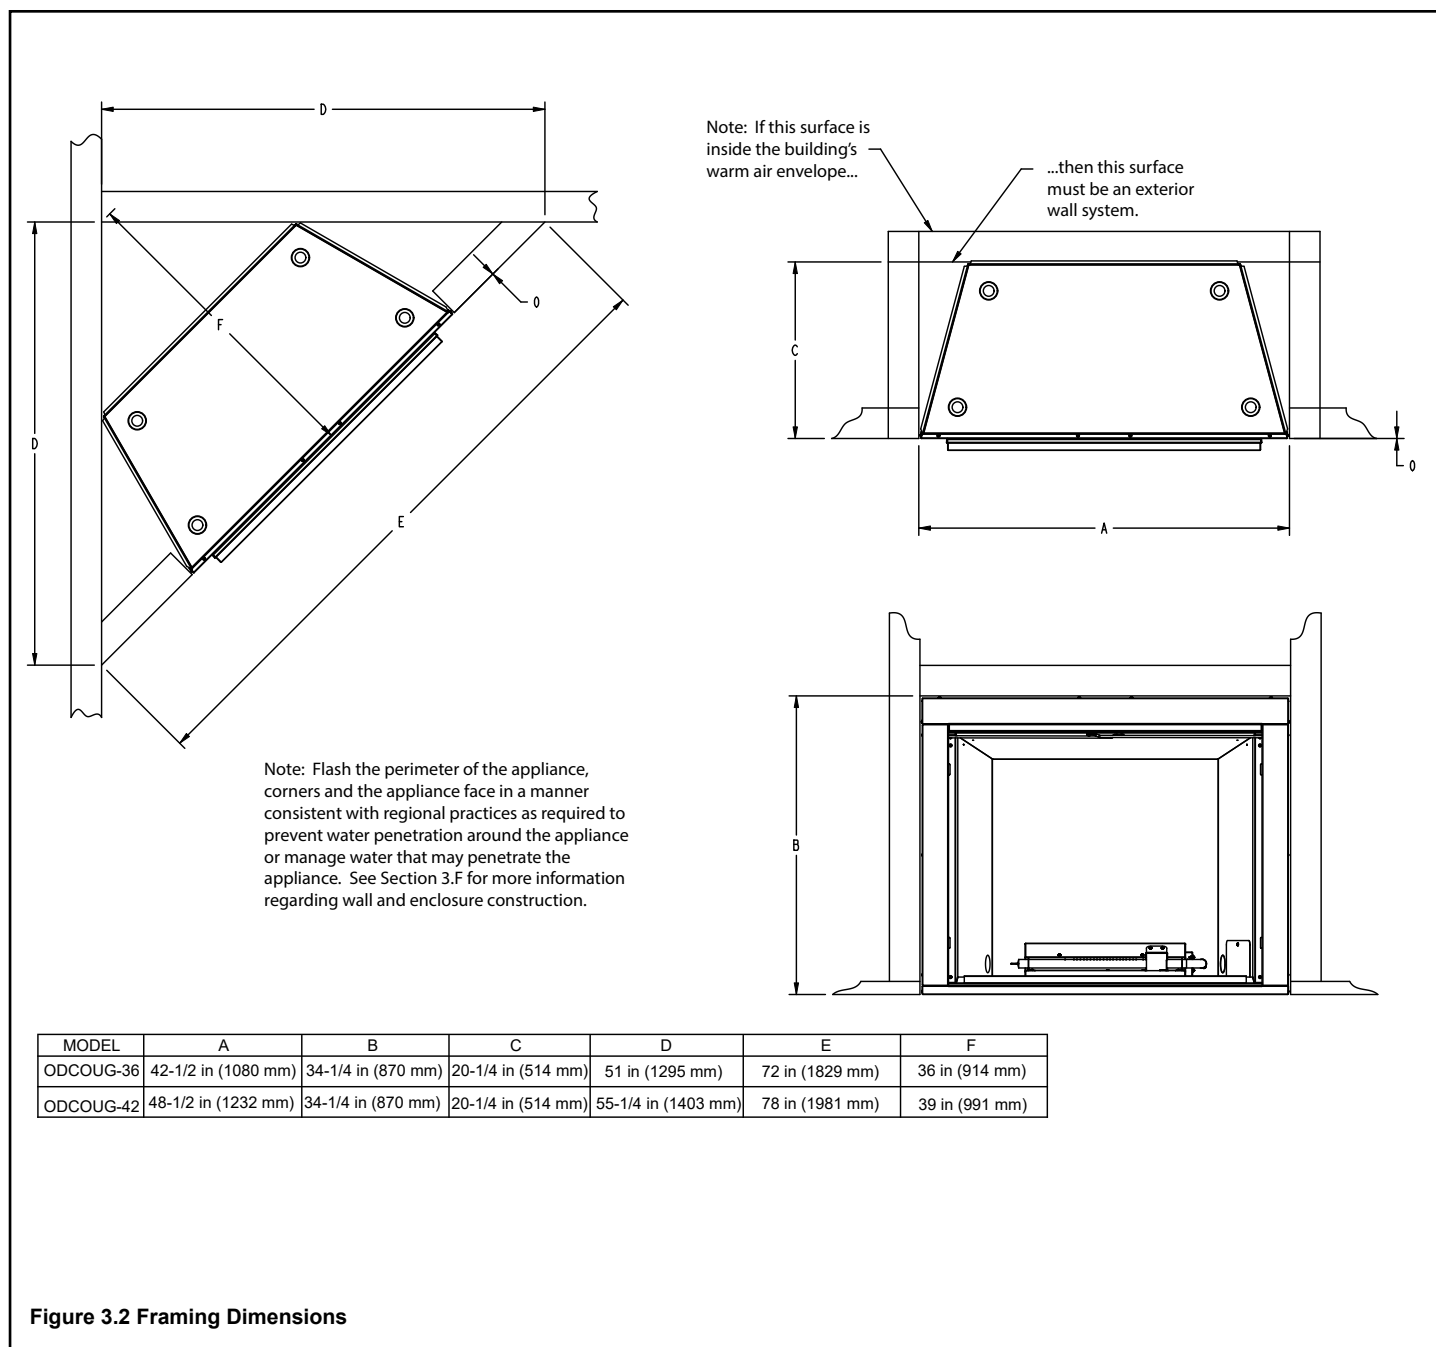 D
Note: If this surface is
inside the building's
warm air envelope...
...then this surface
must be an exterior
wall system.
0
F
C
D
0
E
A
Note: Flash the perimeter of the appliance,
corners and the appliance face in a manner
consistent with regional practices as required to
prevent water penetration around the appliance
or manage water that may penetrate the
appliance. See Section 3.F for more information
regarding wall and enclosure construction.
B
MODEL A B C D E F
ODCOUG-36 42-1/2 in (1080 mm) 34-1/4 in (870 mm) 20-1/4 in (514 mm) 51 in (1295 mm) 72 in (1829 mm) 36 in (914 mm)
ODCOUG-42 48-1/2 in (1232 mm) 34-1/4 in (870 mm) 20-1/4 in (514 mm) 55-1/4 in (1403 mm) 78 in (1981 mm) 39 in (991 mm)
Figure 3.2 Framing Dimensions